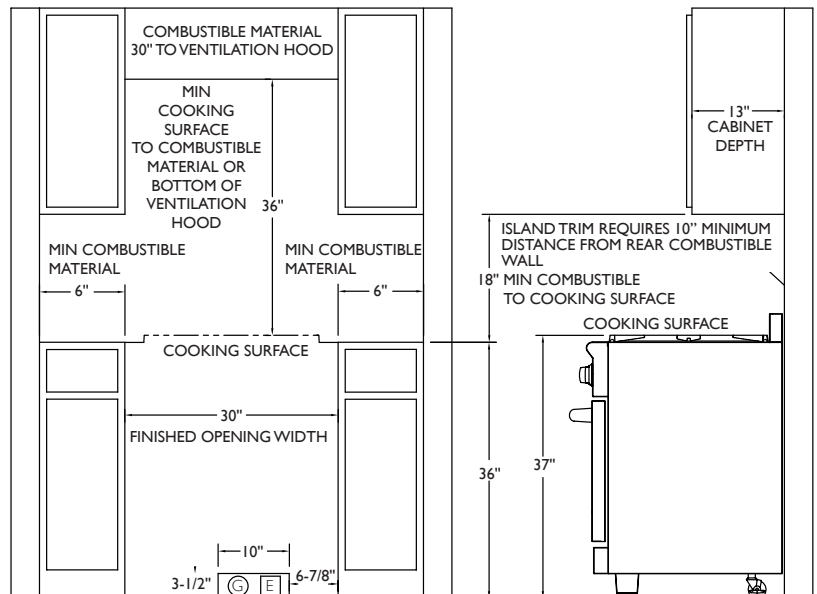 COMBUSTIBLE MATERIAL
30" TO VENTILATION HOOD
MIN
COOKING
SURFACE
TO COMBUSTIBLE
MATERIAL OR
BOTTOM OF
VENTILATION
HOOD
36"
MIN COMBUSTIBLE
MATERIAL
6"
MIN COMBUSTIBLE
MATERIAL
6"
COOKING SURFACE
30"
FINISHED OPENING WIDTH
10"
3-1/2"
G
E
6-7/8"
13"
CABINET
DEPTH
ISLAND TRIM REQUIRES 10” MINIMUM
DISTANCE FROM REAR COMBUSTIBLE
WALL
18" MIN COMBUSTIBLE
TO COOKING SURFACE
COOKING SURFACE
36"
37"